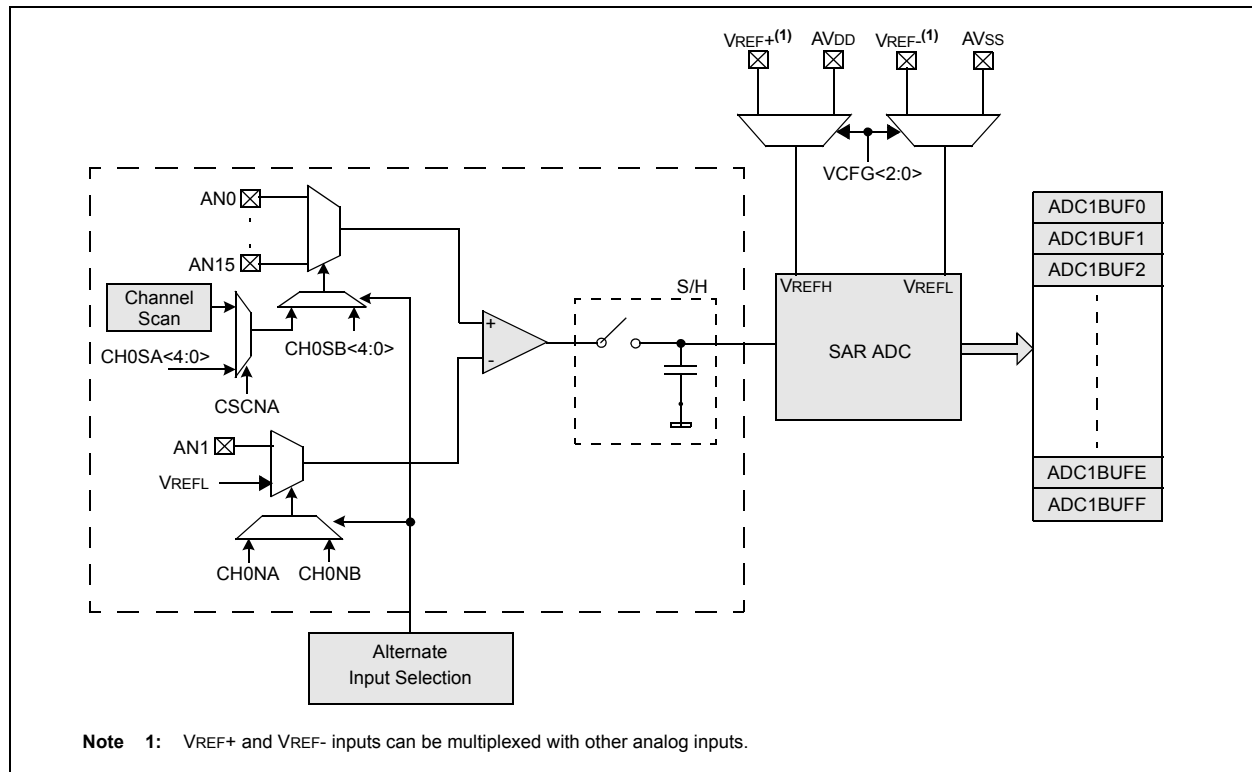 VREF+(1) AVDD VREF-(1) AVSS
VCFG<2:0>
AN0
AN15
Channel
Scan
CH0SA<4:0>
CH0SB<4:0>
CSCNA
AN1
VREFL
CH0NA CH0NB
+
-
S/H
VREFH VREFL
SAR ADC
ADC1BUF0
ADC1BUF1
ADC1BUF2
ADC1BUFE
ADC1BUFF
Alternate
Input Selection
Note 1: VREF+ and VREF- inputs can be multiplexed with other analog inputs.